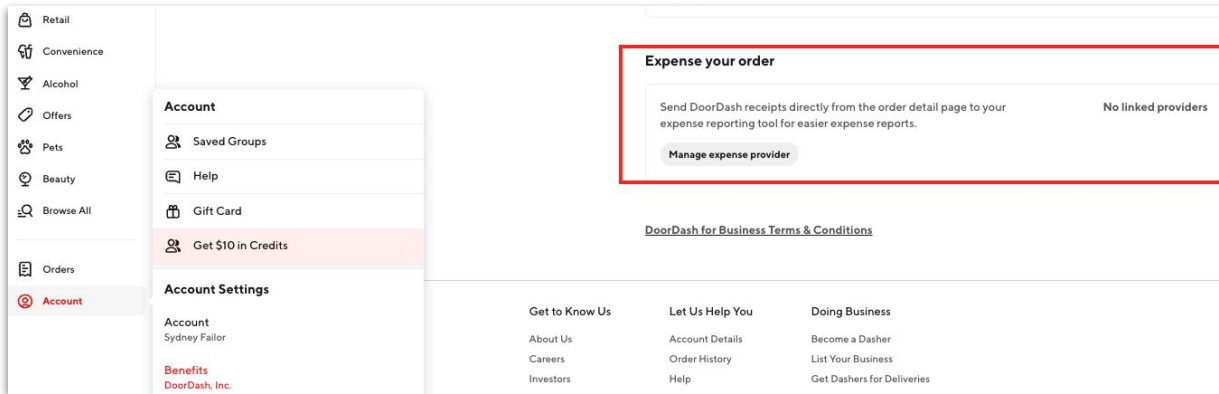 Retail
Convenience
Alcohol
Offers
Pets
Beauty
Browse All
Orders
Account
Account
Saved Groups
Help
Gift Card
Get $10 in Credits
Account Settings
Account
Sydney Failor
Benefits
DoorDash, Inc.
Expense your order
Send DoorDash receipts directly from the order detail page to your
expense reporting tool for easier expense reports.
No linked providers
Manage expense provider
DoorDash for Business Terms & Conditions
Get to Know Us
About Us
Careers
Investors
Let Us Help You
Account Details
Order History
Help
Doing Business
Become a Dasher
List Your Business
Get Dashers for Deliveries